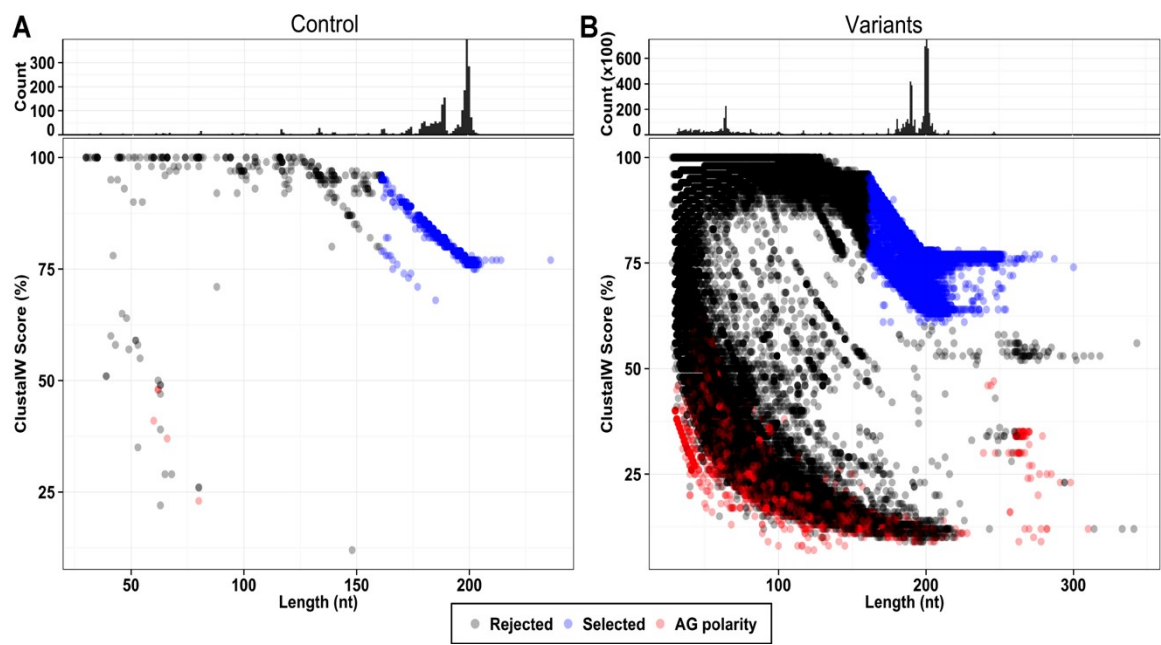 A
Control
Count
300
200
100
0
ClustalW Score (%)
100
75
50
25
50
100
150
200
Length (nt)
B
Variants
Count (x100)
600
400
200
0
ClustalW Score (%)
100
75
50
25
100
200
300
Length (nt)
Rejected Selected AG polarity